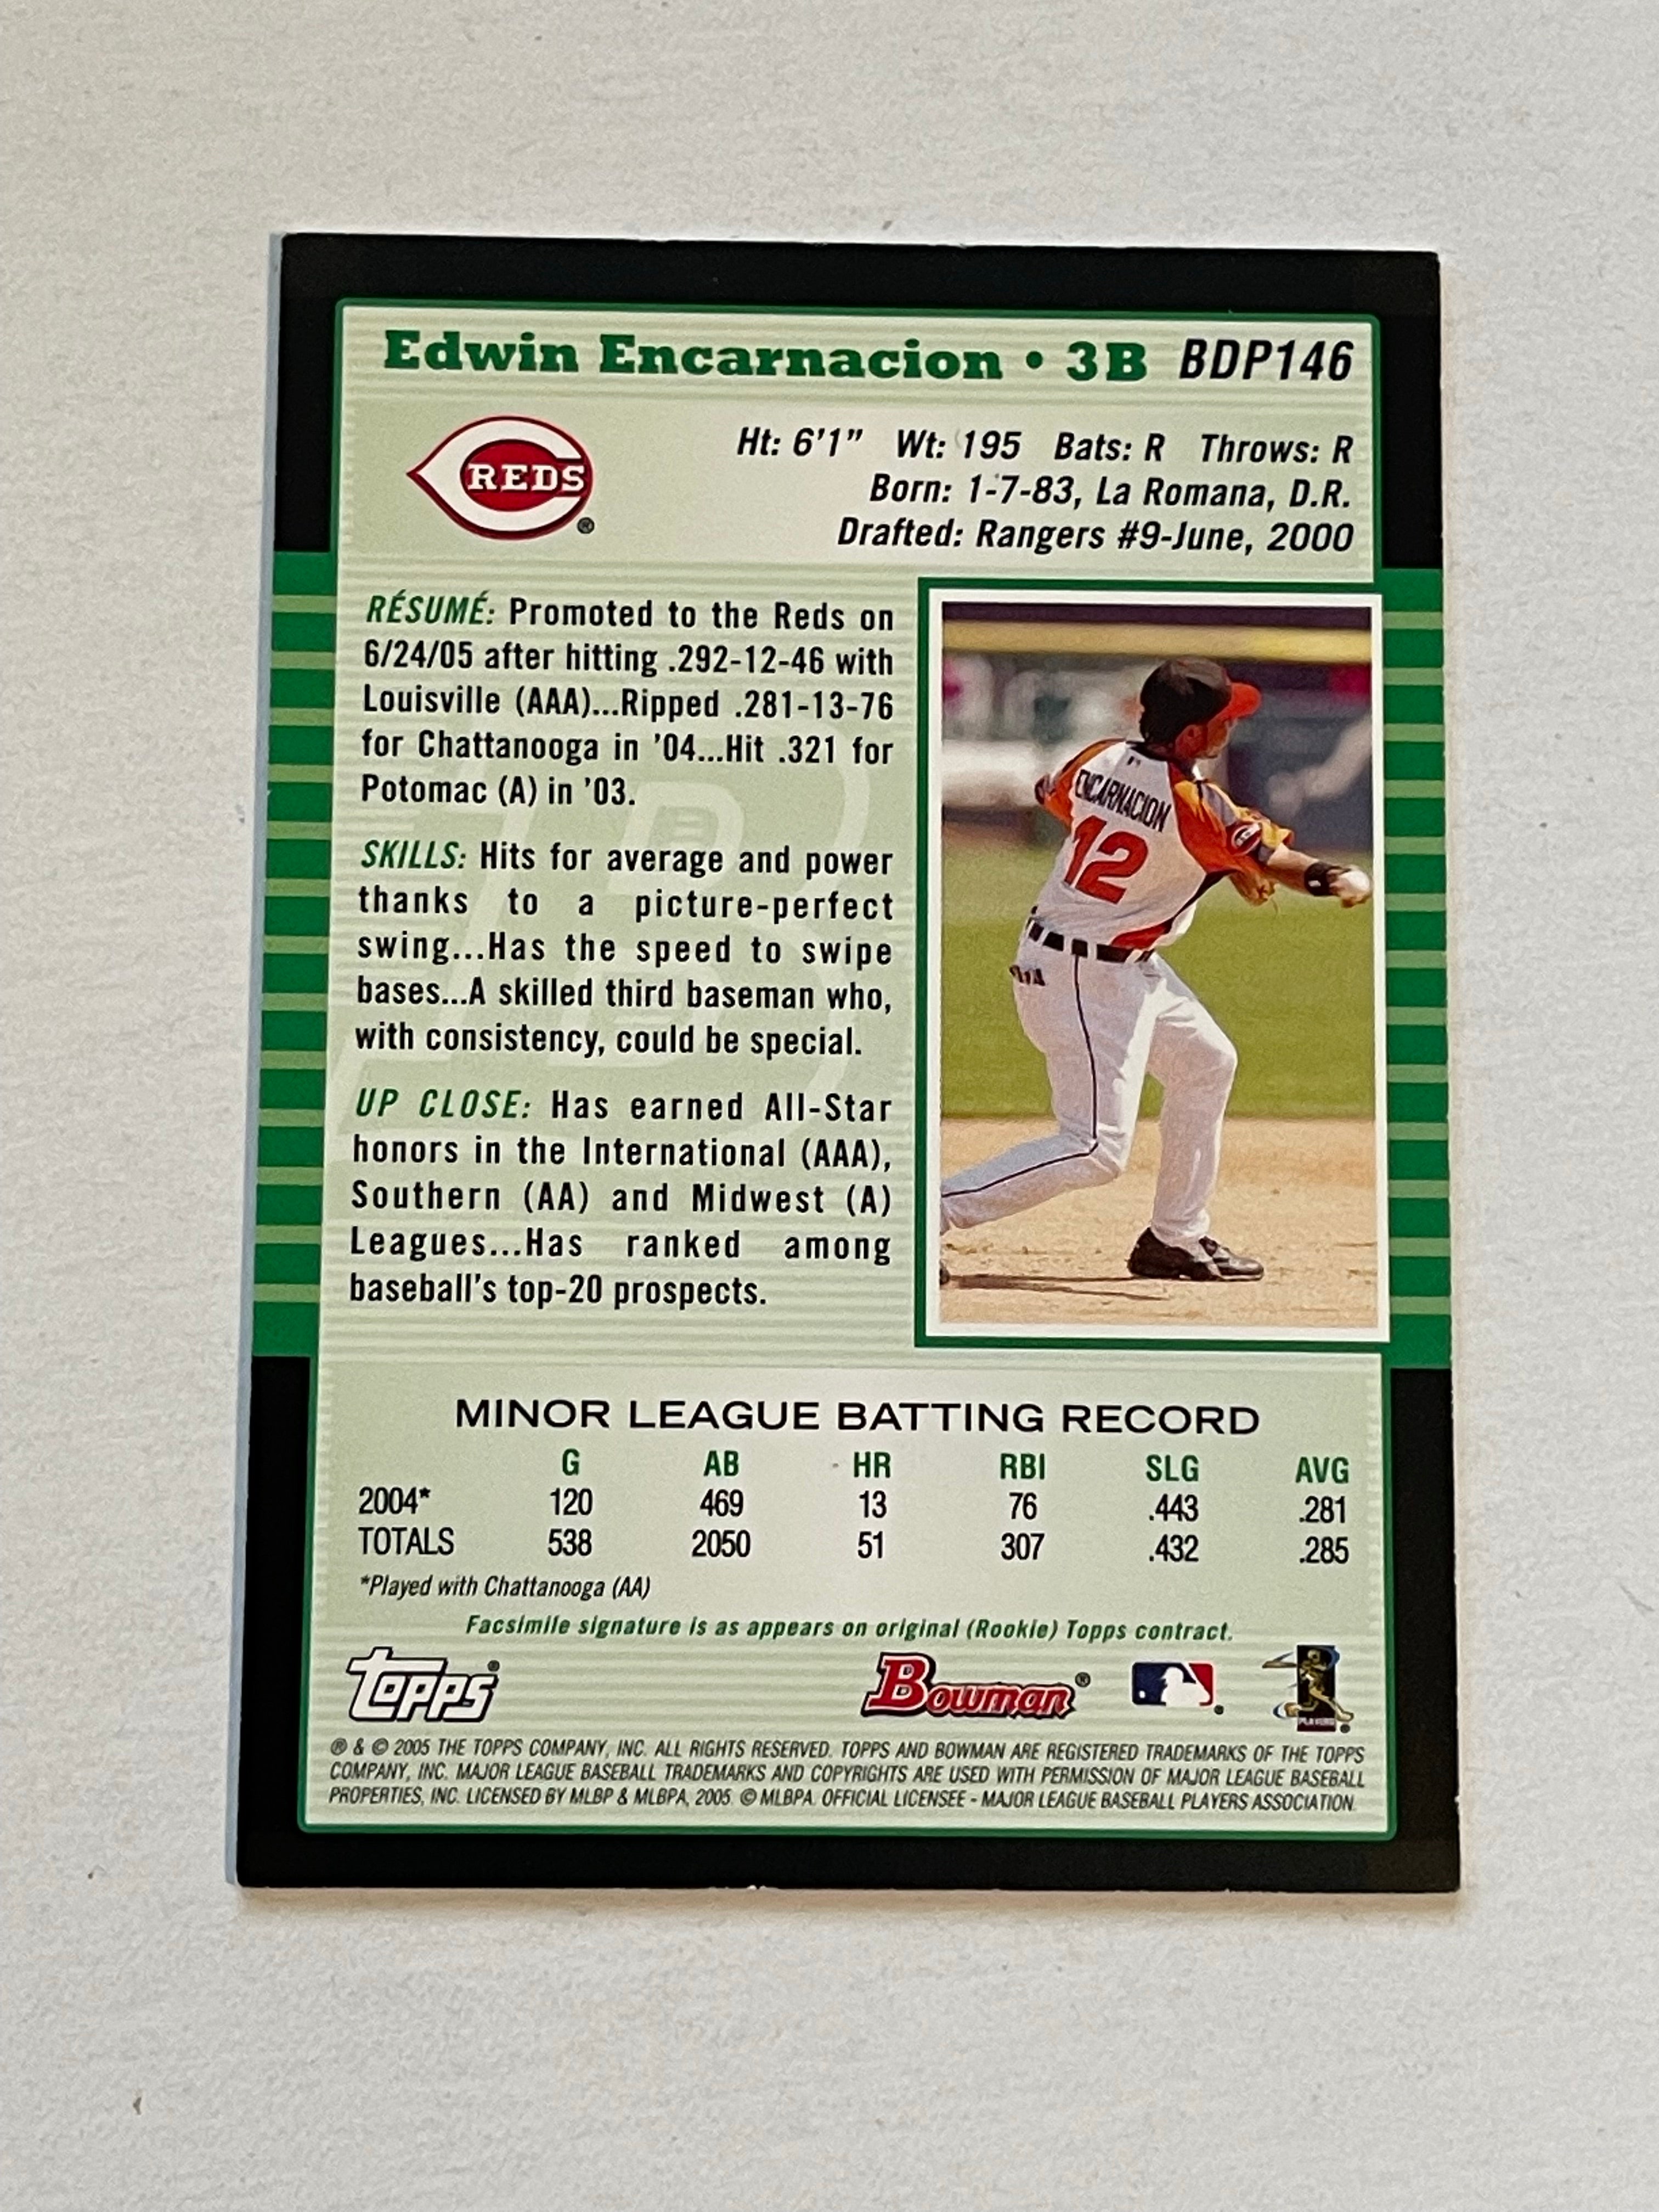 Edwin Encarnacion • 3B BDP146
REDS®
Ht: 6'1" Wt: 195 Bats: R Throws: R
Born: 1-7-83, La Romana, D.R.
Drafted: Rangers #9-June, 2000
RÉSUMÉ: Promoted to the Reds on
6/24/05 after hitting .292-12-46 with
Louisville (AAA)...Ripped .281-13-76
for Chattanooga in '04...Hit .321 for
Potomac (A) in '03.
SKILLS: Hits for average and power
thanks to a picture-perfect
swing...Has the speed to swipe
bases...A skilled third baseman who,
with consistency, could be special.
UP CLOSE: Has earned All-Star
honors in the International (AAA),
Southern (AA) and Midwest (A)
Leagues...Has ranked among
baseball's top-20 prospects.
ENCARNACION
12
MINOR LEAGUE BATTING RECORD
G AB HR RBI SLG AVG
2004* 120 469 13 76 .443 .281
TOTALS 538 2050 51 307 .432 .285
*Played with Chattanooga (AA)
Facsimile signature is as appears on original (Rookie) Topps contract.
Topps® Bowman® ® PLAYERS ®
® & © 2005 THE TOPPS COMPANY, INC. ALL RIGHTS RESERVED. TOPPS AND BOWMAN ARE REGISTERED TRADEMARKS OF THE TOPPS
COMPANY, INC. MAJOR LEAGUE BASEBALL TRADEMARKS AND COPYRIGHTS ARE USED WITH PERMISSION OF MAJOR LEAGUE BASEBALL
PROPERTIES, INC. LICENSED BY MLBP & MLBPA, 2005. © MLBPA. OFFICIAL LICENSEE - MAJOR LEAGUE BASEBALL PLAYERS ASSOCIATION.